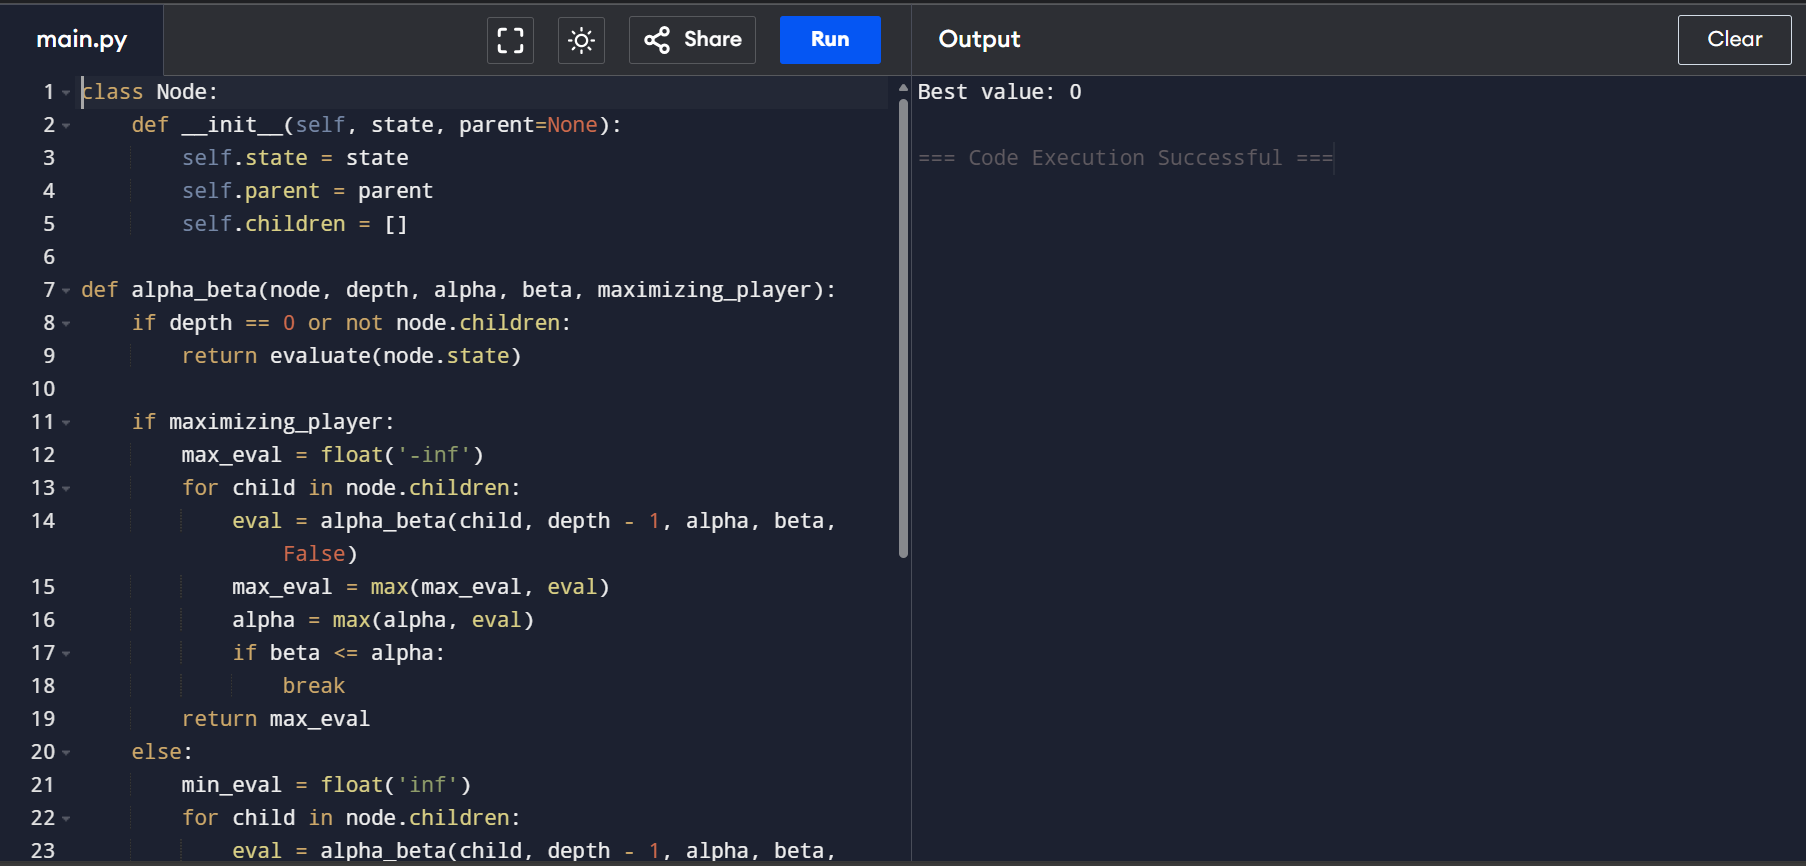 main.py
Share
Run
Output
Clear
1 class Node:
2     def __init__(self, state, parent=None):
3         self.state = state
4         self.parent = parent
5         self.children = []
6
7 def alpha_beta(node, depth, alpha, beta, maximizing_player):
8     if depth == 0 or not node.children:
9         return evaluate(node.state)
10
11     if maximizing_player:
12         max_eval = float('-inf')
13         for child in node.children:
14             eval = alpha_beta(child, depth - 1, alpha, beta,
                False)
15             max_eval = max(max_eval, eval)
16             alpha = max(alpha, eval)
17             if beta <= alpha:
18                 break
19         return max_eval
20     else:
21         min_eval = float('inf')
22         for child in node.children:
23             eval = alpha_beta(child, depth - 1, alpha, beta,
Best value: 0
=== Code Execution Successful ===